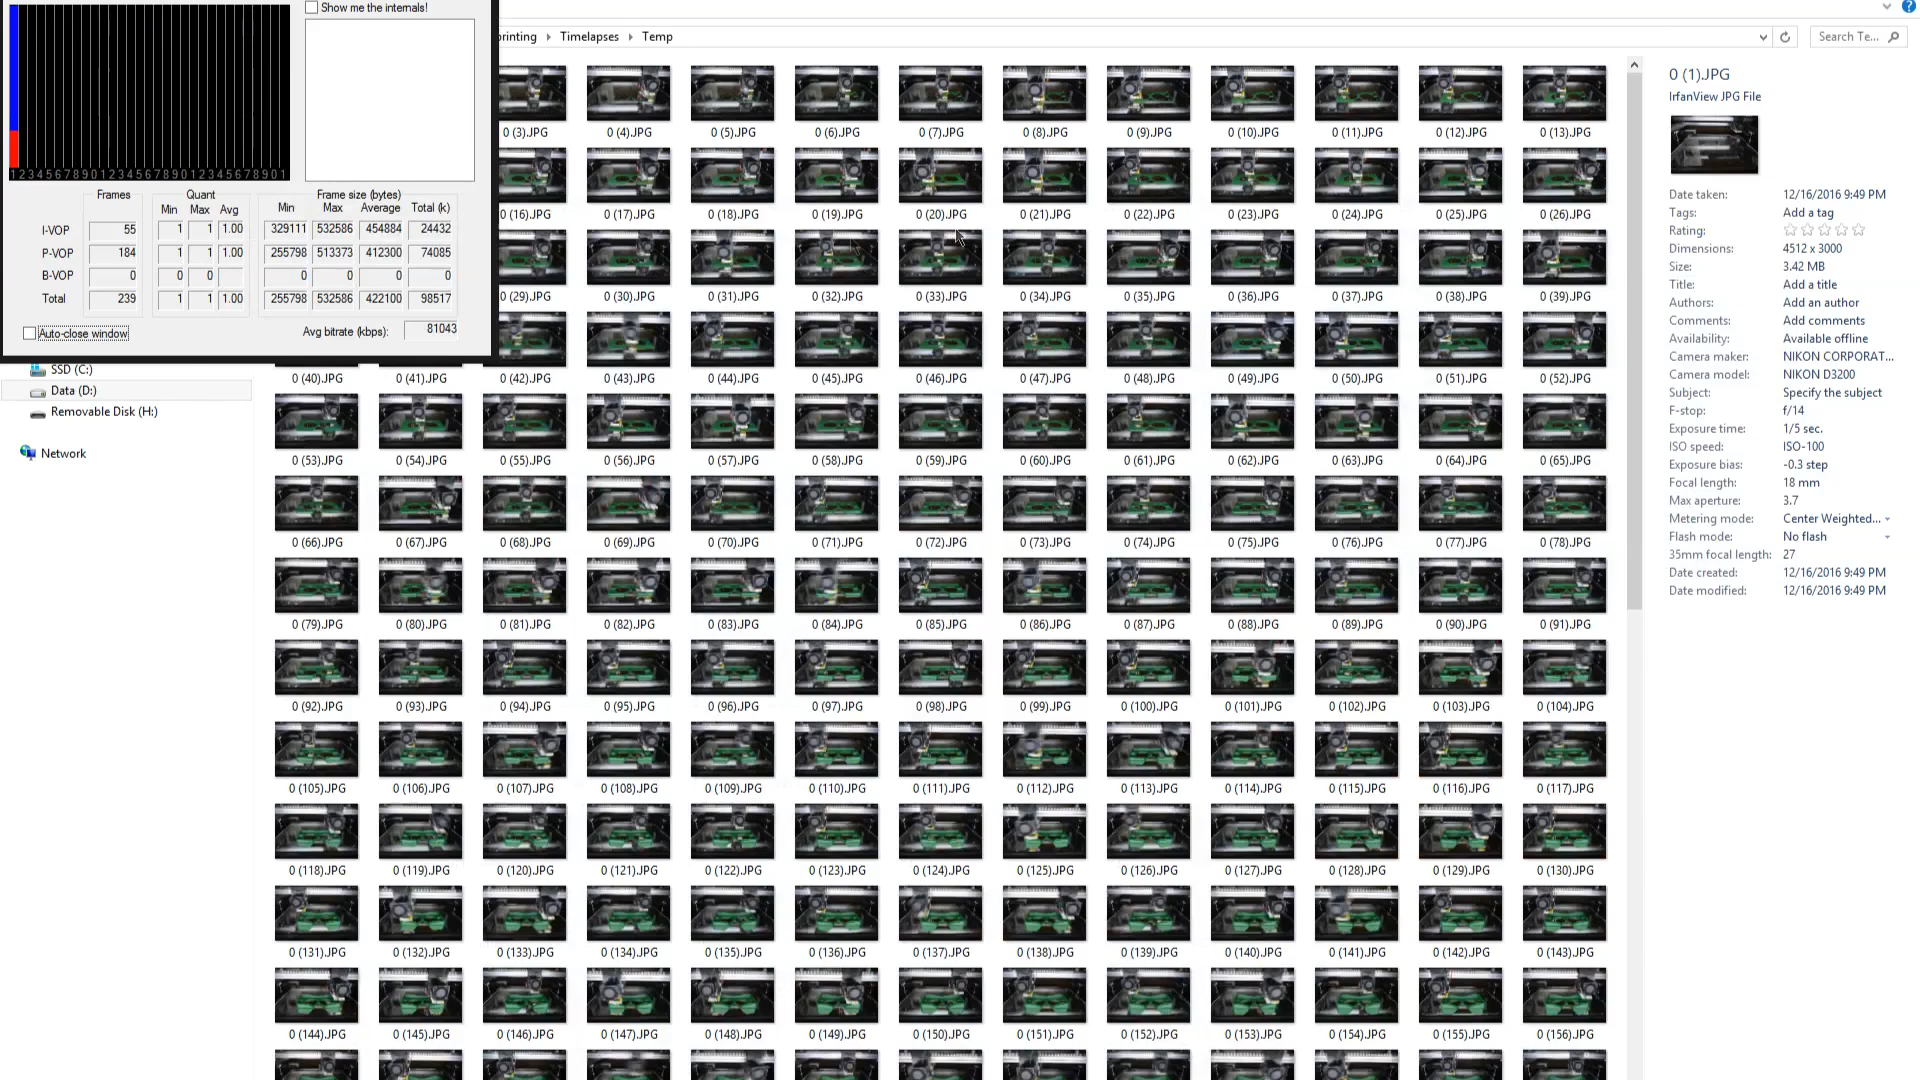 Show me the internals!
1 2 3 4 5 6 7 8 9 0 1 2 3 4 5 6 7 8 9 0 1 2 3 4 5 6 7 8 9 0 1
Frames
Quant
Frame size (bytes)
Min Max Avg
Min Max Average Total (k)
I-VOP 55 1 1 1.00 329111 532586 454884 24432
P-VOP 184 1 1 1.00 255798 513373 412300 74085
B-VOP 0 0 0 0 0 0 0
Total 239 1 1 1.00 255798 532586 422100 98517
Auto-close window
Avg bitrate (kbps): 81043
SSD (C:)
Data (D:)
Removable Disk (H:)
Network
printing Timelapses Temp
Search Te...
0 (3).JPG 0 (4).JPG 0 (5).JPG 0 (6).JPG 0 (7).JPG 0 (8).JPG 0 (9).JPG 0 (10).JPG 0 (11).JPG 0 (12).JPG 0 (13).JPG
0 (16).JPG 0 (17).JPG 0 (18).JPG 0 (19).JPG 0 (20).JPG 0 (21).JPG 0 (22).JPG 0 (23).JPG 0 (24).JPG 0 (25).JPG 0 (26).JPG
0 (29).JPG 0 (30).JPG 0 (31).JPG 0 (32).JPG 0 (33).JPG 0 (34).JPG 0 (35).JPG 0 (36).JPG 0 (37).JPG 0 (38).JPG 0 (39).JPG
0 (40).JPG 0 (41).JPG 0 (42).JPG 0 (43).JPG 0 (44).JPG 0 (45).JPG 0 (46).JPG 0 (47).JPG 0 (48).JPG 0 (49).JPG 0 (50).JPG 0 (51).JPG 0 (52).JPG
0 (53).JPG 0 (54).JPG 0 (55).JPG 0 (56).JPG 0 (57).JPG 0 (58).JPG 0 (59).JPG 0 (60).JPG 0 (61).JPG 0 (62).JPG 0 (63).JPG 0 (64).JPG 0 (65).JPG
0 (66).JPG 0 (67).JPG 0 (68).JPG 0 (69).JPG 0 (70).JPG 0 (71).JPG 0 (72).JPG 0 (73).JPG 0 (74).JPG 0 (75).JPG 0 (76).JPG 0 (77).JPG 0 (78).JPG
0 (79).JPG 0 (80).JPG 0 (81).JPG 0 (82).JPG 0 (83).JPG 0 (84).JPG 0 (85).JPG 0 (86).JPG 0 (87).JPG 0 (88).JPG 0 (89).JPG 0 (90).JPG 0 (91).JPG
0 (92).JPG 0 (93).JPG 0 (94).JPG 0 (95).JPG 0 (96).JPG 0 (97).JPG 0 (98).JPG 0 (99).JPG 0 (100).JPG 0 (101).JPG 0 (102).JPG 0 (103).JPG 0 (104).JPG
0 (105).JPG 0 (106).JPG 0 (107).JPG 0 (108).JPG 0 (109).JPG 0 (110).JPG 0 (111).JPG 0 (112).JPG 0 (113).JPG 0 (114).JPG 0 (115).JPG 0 (116).JPG 0 (117).JPG
0 (118).JPG 0 (119).JPG 0 (120).JPG 0 (121).JPG 0 (122).JPG 0 (123).JPG 0 (124).JPG 0 (125).JPG 0 (126).JPG 0 (127).JPG 0 (128).JPG 0 (129).JPG 0 (130).JPG
0 (131).JPG 0 (132).JPG 0 (133).JPG 0 (134).JPG 0 (135).JPG 0 (136).JPG 0 (137).JPG 0 (138).JPG 0 (139).JPG 0 (140).JPG 0 (141).JPG 0 (142).JPG 0 (143).JPG
0 (144).JPG 0 (145).JPG 0 (146).JPG 0 (147).JPG 0 (148).JPG 0 (149).JPG 0 (150).JPG 0 (151).JPG 0 (152).JPG 0 (153).JPG 0 (154).JPG 0 (155).JPG 0 (156).JPG
0 (1).JPG
IrfanView JPG File
Date taken: 12/16/2016 9:49 PM
Tags: Add a tag
Rating:
Dimensions: 4512 x 3000
Size: 3.42 MB
Title: Add a title
Authors: Add an author
Comments: Add comments
Availability: Available offline
Camera maker: NIKON CORPORAT...
Camera model: NIKON D3200
Subject: Specify the subject
F-stop: f/14
Exposure time: 1/5 sec.
ISO speed: ISO-100
Exposure bias: -0.3 step
Focal length: 18 mm
Max aperture: 3.7
Metering mode: Center Weighted...
Flash mode: No flash
35mm focal length: 27
Date created: 12/16/2016 9:49 PM
Date modified: 12/16/2016 9:49 PM